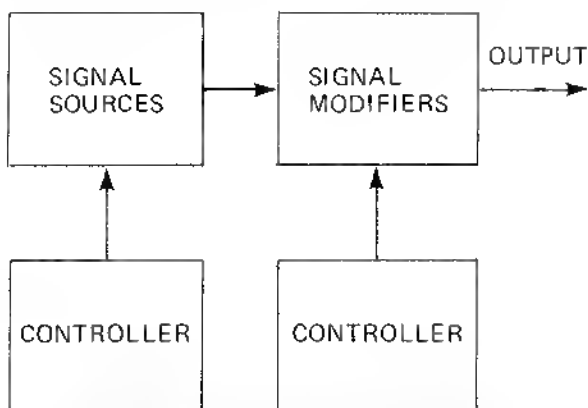 SIGNAL
SOURCES
SIGNAL
MODIFIERS
OUTPUT
CONTROLLER
CONTROLLER